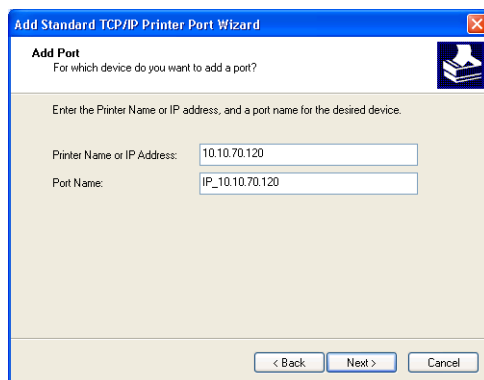 Add Standard TCP/IP Printer Port Wizard
Add Port
For which device do you want to add a port?
Enter the Printer Name or IP address, and a port name for the desired device.
Printer Name or IP Address: 10.10.70.120
Port Name: IP_10.10.70.120
< Back Next > Cancel